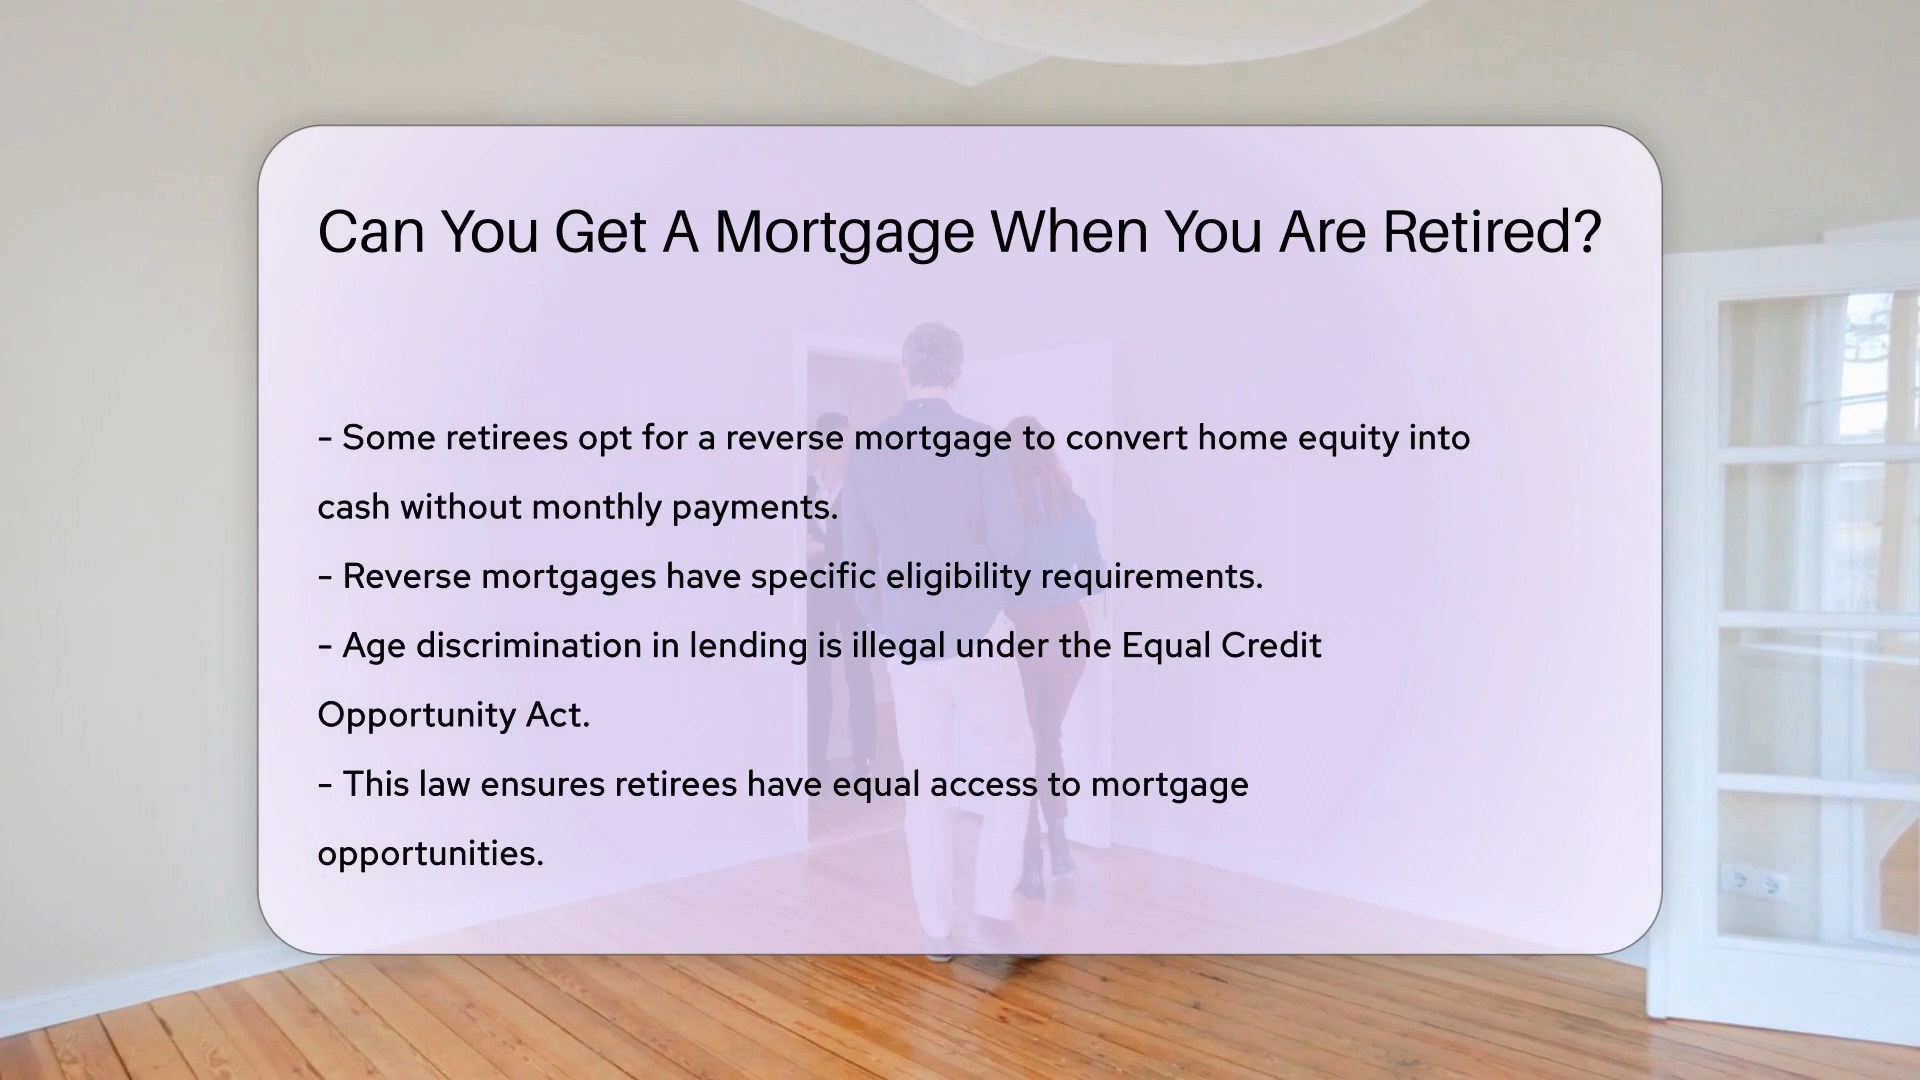 Can You Get A Mortgage When You Are Retired?
– Some retirees opt for a reverse mortgage to convert home equity into
cash without monthly payments.
– Reverse mortgages have specific eligibility requirements.
– Age discrimination in lending is illegal under the Equal Credit
Opportunity Act.
– This law ensures retirees have equal access to mortgage
opportunities.